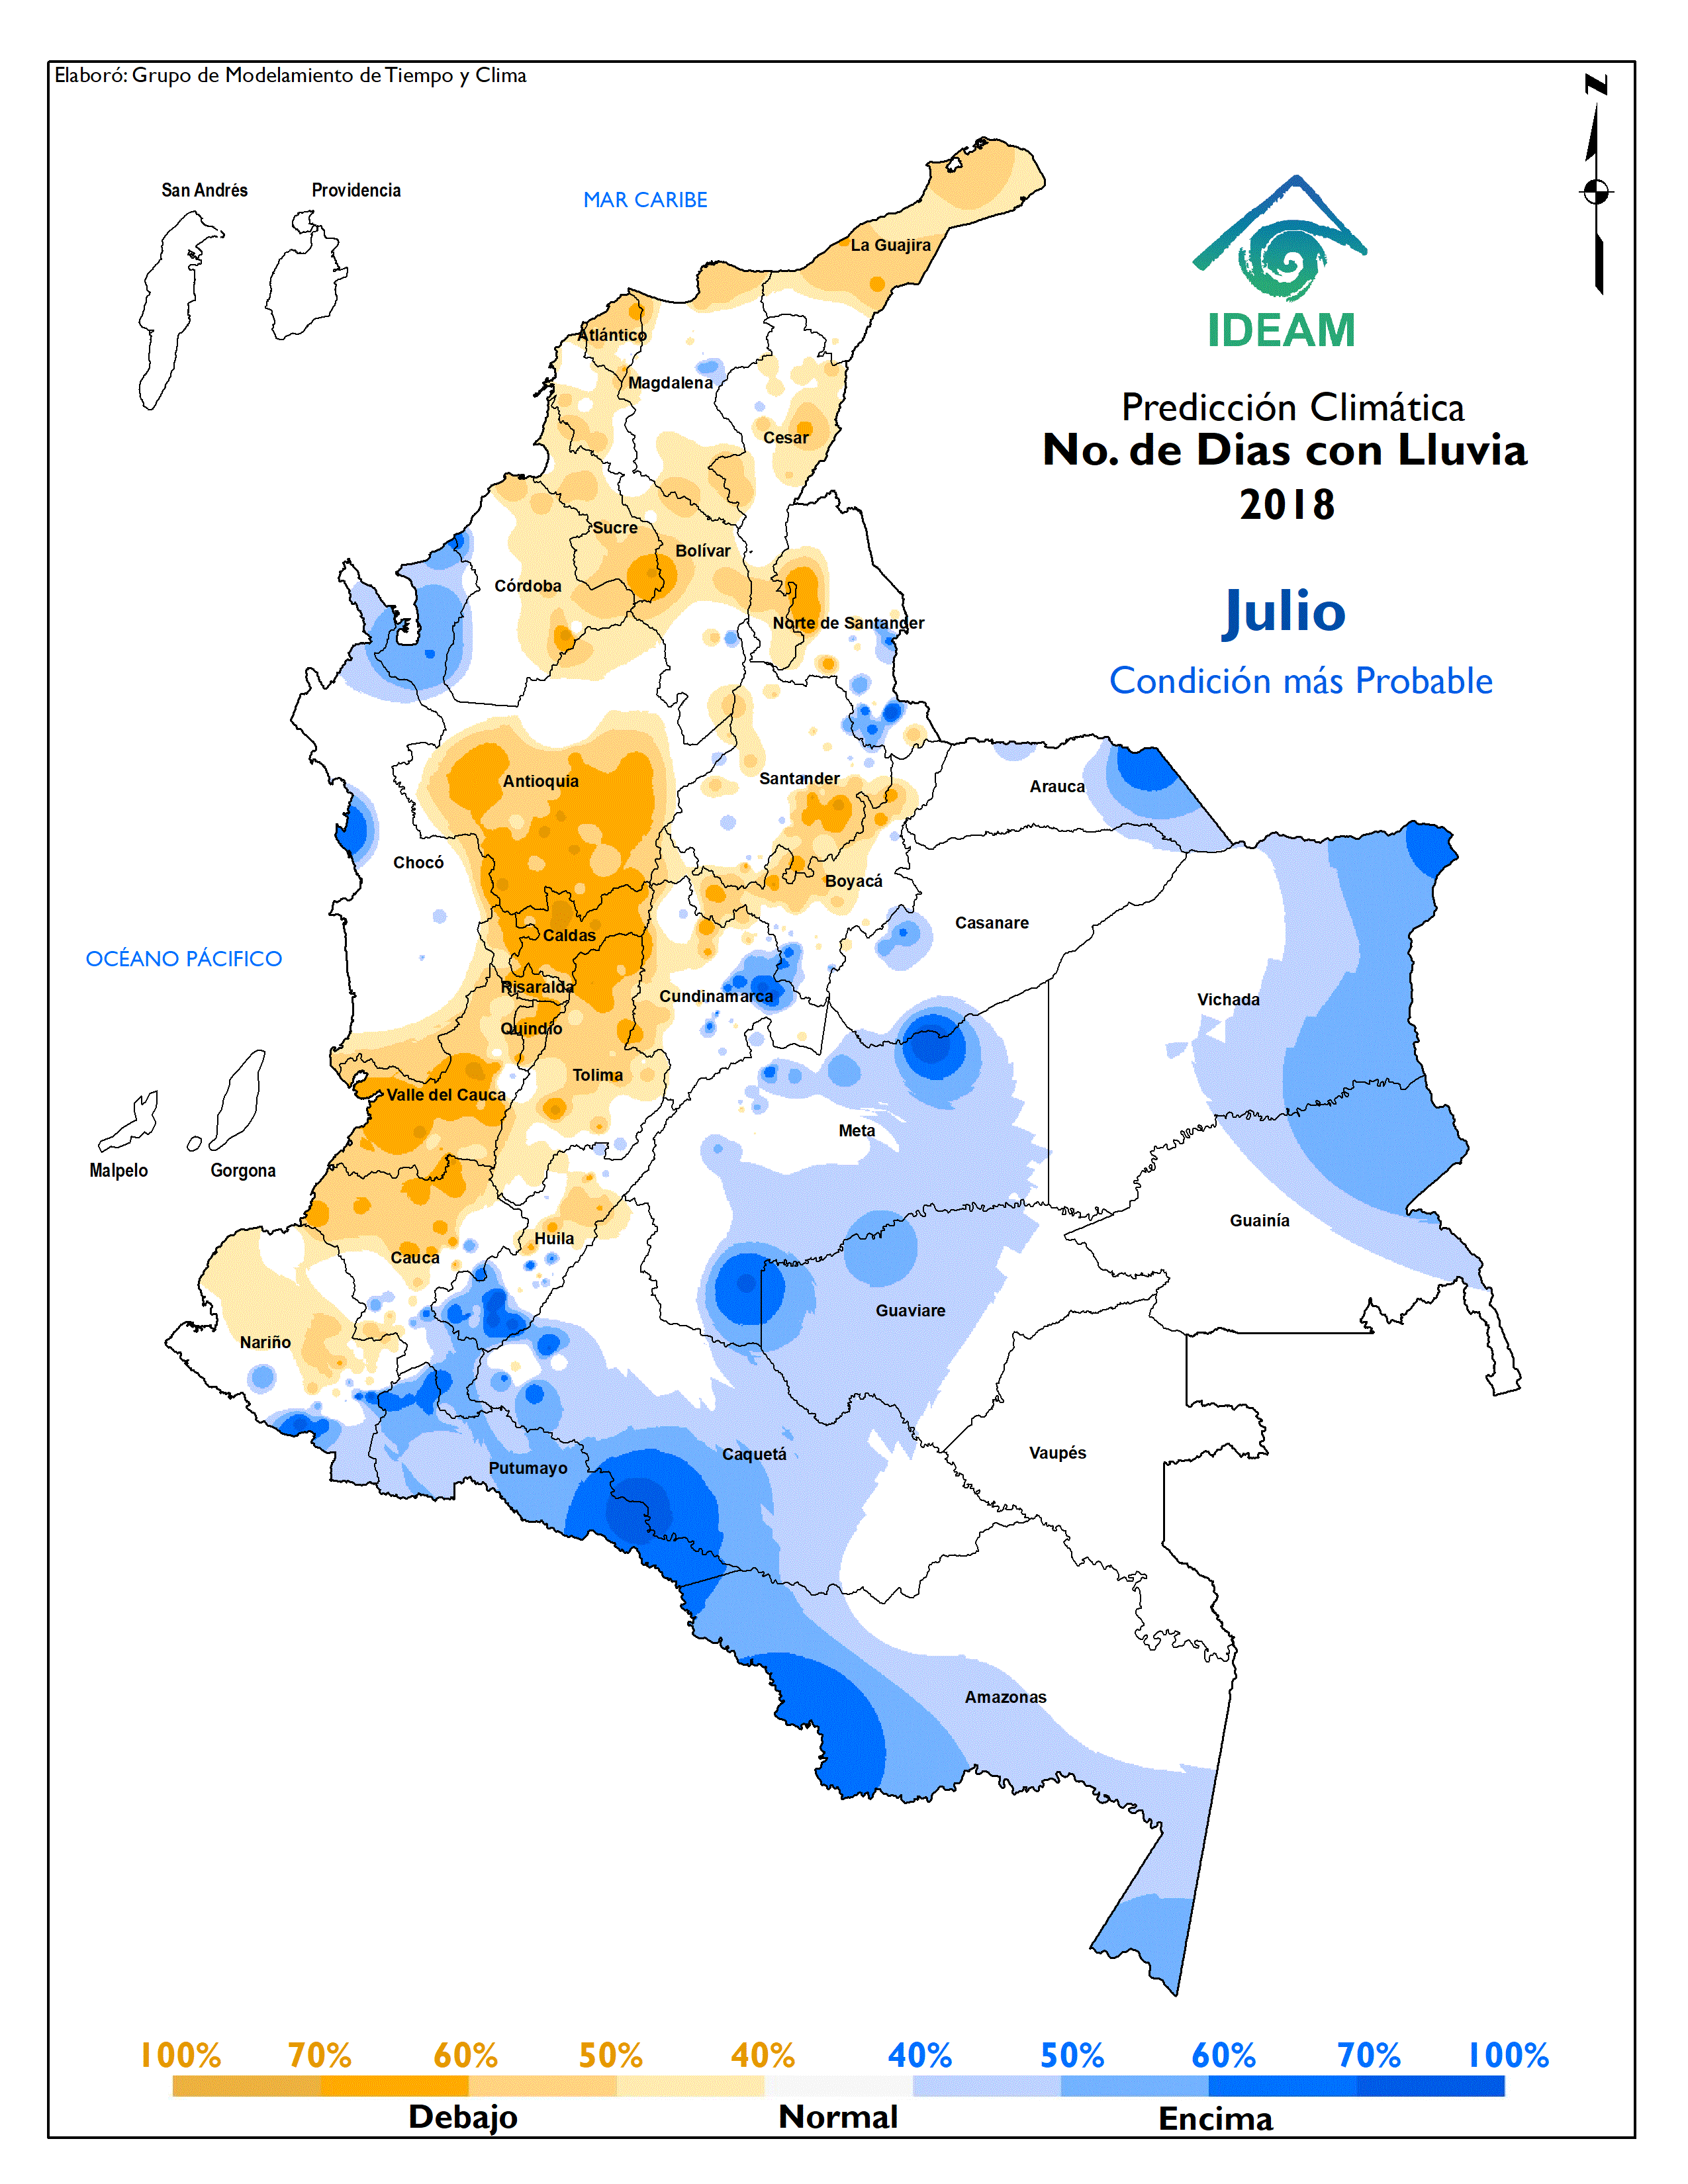 Elaboró: Grupo de Modelamiento de Tiempo y Clima
N
San Andrés
Providencia
MAR CARIBE
IDEAM
Predicción Climática
No. de Dias con Lluvia
2018
Julio
Condición más Probable
La Guajira
Atlántico
Magdalena
Cesar
Sucre
Bolívar
Córdoba
Norte de Santander
Antioquia
Santander
Arauca
Chocó
Boyacá
Casanare
Caldas
OCÉANO PÁCIFICO
Risaralda
Cundinamarca
Vichada
Quindío
Tolima
Valle del Cauca
Meta
Malpelo
Gorgona
Guainía
Huila
Cauca
Guaviare
Nariño
Caquetá
Vaupés
Putumayo
Amazonas
100% 70% 60% 50% 40% 40% 50% 60% 70% 100%
Debajo Normal Encima